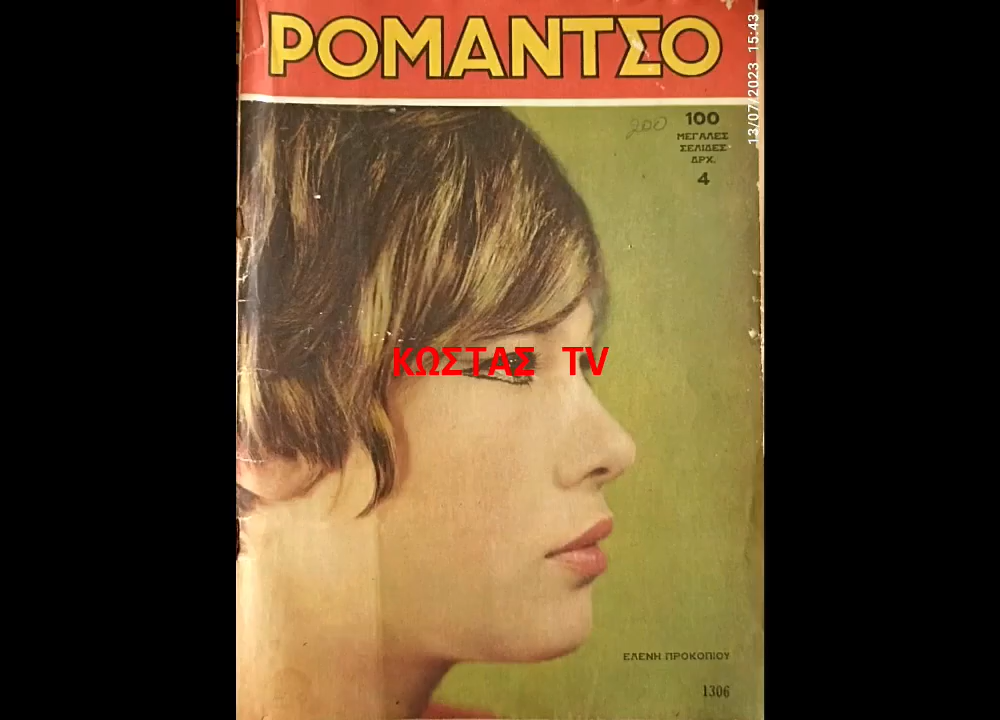 ΡΟΜΑΝΤΣΟ
13/07/2023 15:43
200
100
ΜΕΓΑΛΕΣ
ΣΕΛΙΔΕΣ
ΔΡΧ.
4
ΚΩΣΤΑΣ TV
ΕΛΕΝΗ ΠΡΟΚΟΠΙΟΥ
1306